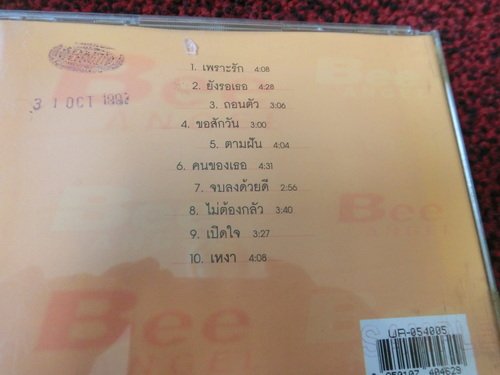 31 OCT 1997
1. เพราะรัก 4:08
2. ยังรอเธอ 4:28
3. ถอนตัว 3:06
4. ขอสักวัน 3:00
5. ตามฝัน 4:04
6. คนของเธอ 4:31
7. จบลงด้วยดี 2:56
8. ไม่ต้องกลัว 3:40
9. เปิดใจ 3:27
10. เหงา 4:08
Bee
Bee
Bee
UR-054005